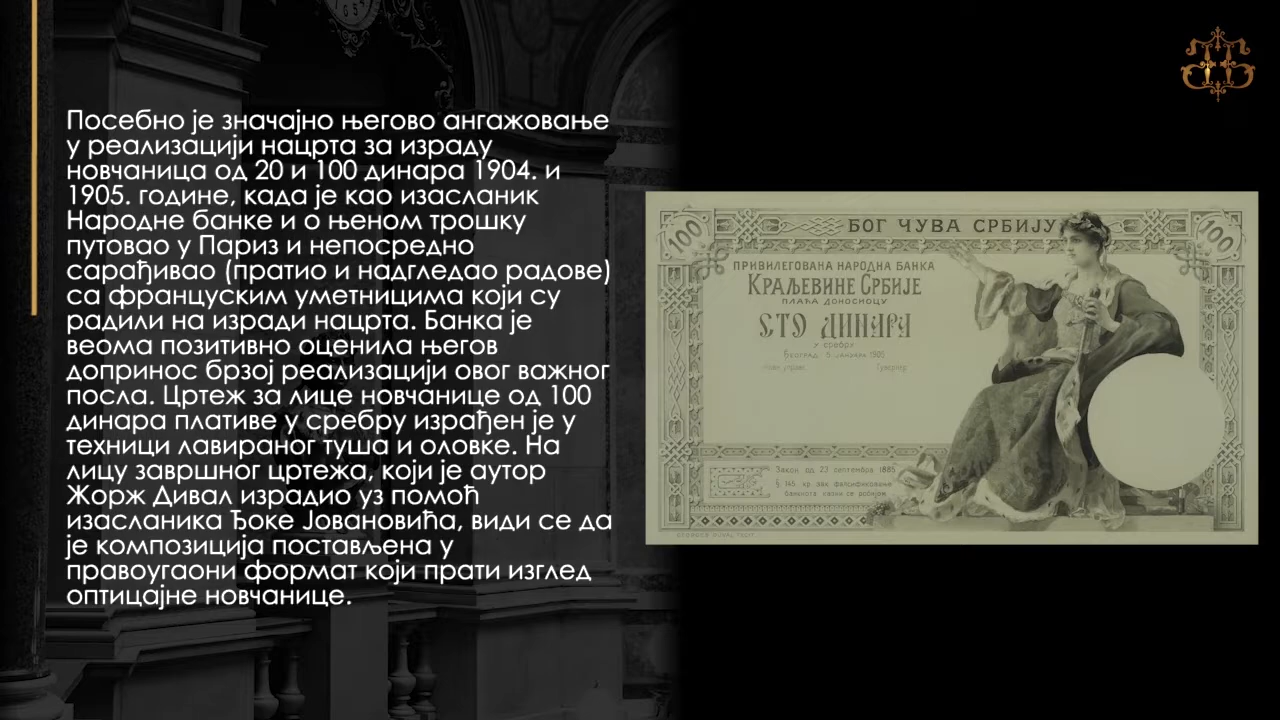 Посебно је значајно његово ангажовање
у реализацији нацрта за израду
новчаница од 20 и 100 динара 1904. и
1905. године, када је као изасланик
Народне банке и о њеном трошку
путовао у Париз и непосредно
сарађивао (пратио и надгледао радове)
са француским уметницима који су
радили на изради нацрта. Банка је
веома позитивно оценила његов
допринос брзој реализацији овог важног
посла. Цртеж за лице новчанице од 100
динара плативе у сребру израђен је у
техници лавираног туша и оловке. На
лицу завршног цртежа, који је аутор
Жорж Дивал израдио уз помоћ
изасланика Ђоке Јовановића, види се да
је композиција постављена у
правоугаони формат који прати изглед
оптицајне новчанице.
100
БОГ ЧУВА СРБИЈУ
100
ПРИВИЛЕГОВАНА НАРОДНА БАНКА
КРАЉЕВИНЕ СРБИЈЕ
ПЛАЋА ДОНОСИОЦУ
СТО ДИНАРА
У СРЕБРУ
Београд 5 јануара 1905
Члан управе
Гувернер
Закон од 23 септембра 1885